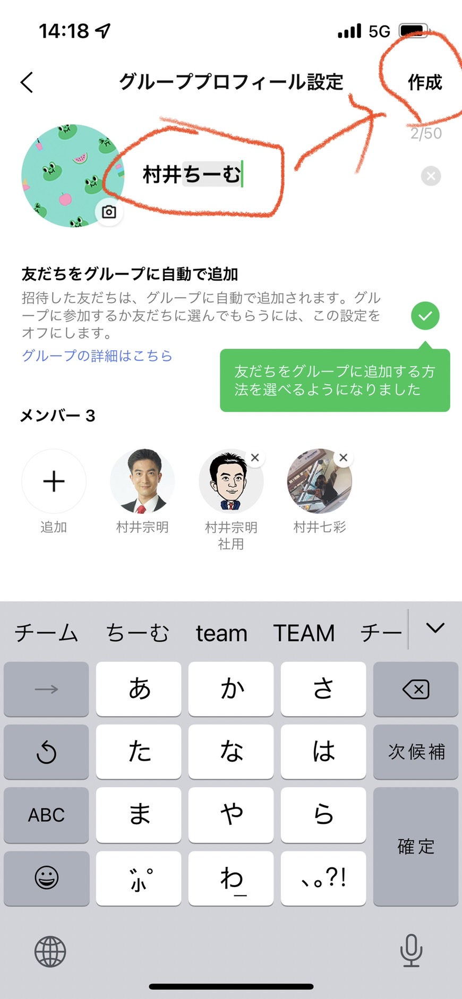 14:18
5G
グループプロフィール設定
作成
2/50
村井ちーむ
友だちをグループに自動で追加
招待した友だちは、グループに自動で追加されます。グル
ープに参加するか友だちに選んでもらうには、この設定を
オフにします。
グループの詳細はこちら
友だちをグループに追加する方
法を選べるようになりました
メンバー 3
追加
村井宗明
村井宗明
社用
村井七彩
チーム ちーむ team TEAM チー
→ あ か さ
た な は 次候補
ABC ま や ら
確定
小゛゜ わ_ 、。?!